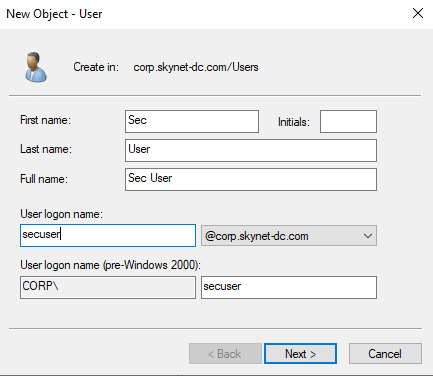 New Object - User
Create in: corp.skynet-dc.com/Users
First name: Sec Initials:
Last name: User
Full name: Sec User
User logon name:
secuser @corp.skynet-dc.com
User logon name (pre-Windows 2000):
CORP\ secuser
< Back Next > Cancel